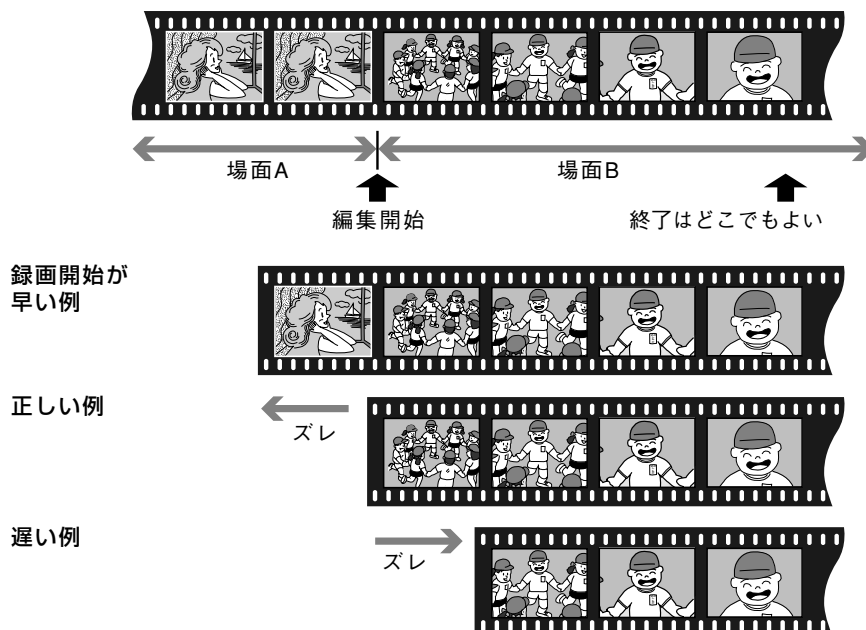 場面A
場面B
編集開始
終了はどこでもよい
録画開始が
早い例
正しい例
ズレ
遅い例
ズレ